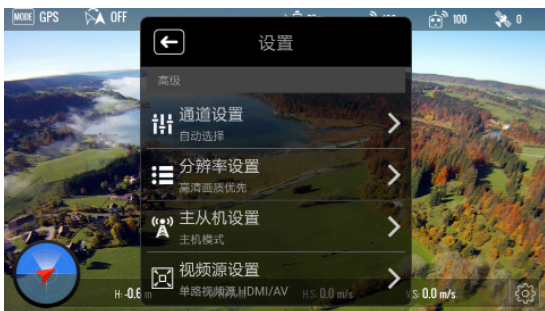 MODE GPS OFF 100 0
设置
高级
通道设置
自动选择
分辨率设置
高清画质优先
主从机设置
主机模式
视频源设置
单路视频源,HDMI/AV
H: -0.6 m H.S: 0.0 m/s V.S: 0.0 m/s